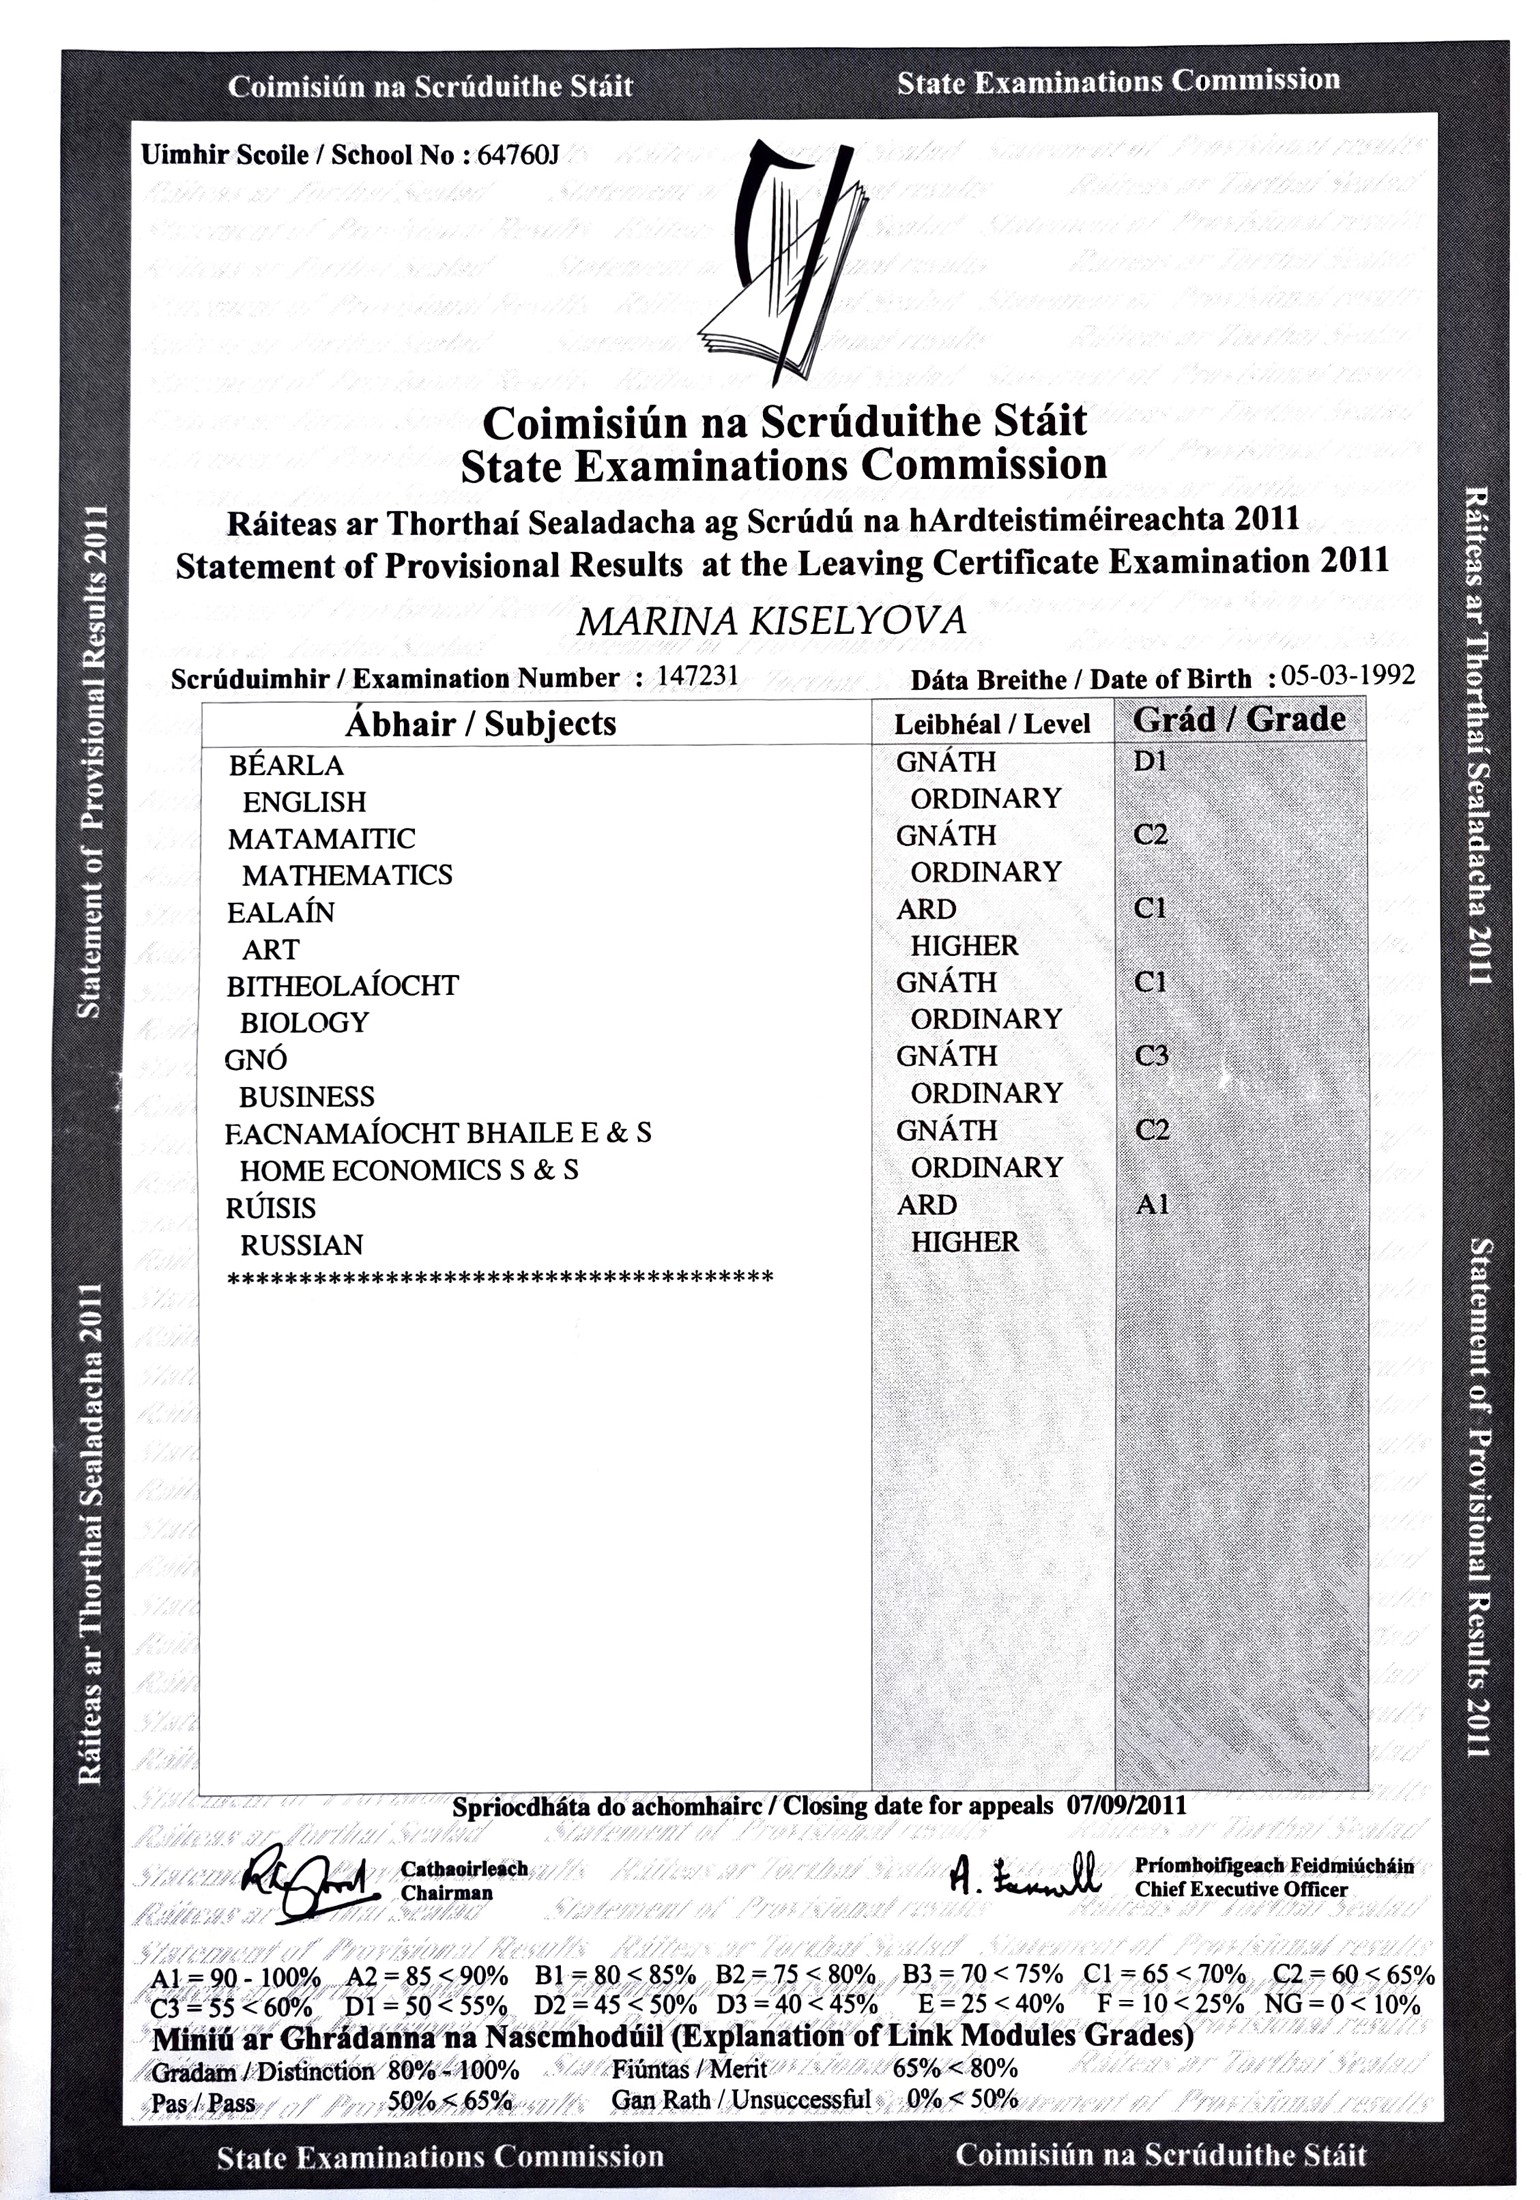 Coimisiún na Scrúduithe Stáit State Examinations Commission
Uimhir Scoile / School No : 64760J
Coimisiún na Scrúduithe Stáit
State Examinations Commission
Ráiteas ar Thorthaí Sealadacha ag Scrúdú na hArdteistiméireachta 2011
Statement of Provisional Results at the Leaving Certificate Examination 2011
MARINA KISELYOVA
Scrúduimhir / Examination Number : 147231 Dáta Breithe / Date of Birth : 05-03-1992
Ábhair / Subjects Leibhéal / Level Grád / Grade
BÉARLA GNÁTH D1
ENGLISH ORDINARY
MATAMAITIC GNÁTH C2
MATHEMATICS ORDINARY
EALAÍN ARD C1
ART HIGHER
BITHEOLAÍOCHT GNÁTH C1
BIOLOGY ORDINARY
GNÓ GNÁTH C3
BUSINESS ORDINARY
EACNAMAÍOCHT BHAILE E & S GNÁTH C2
HOME ECONOMICS S & S ORDINARY
RÚISIS ARD A1
RUSSIAN HIGHER
**************************************
Spriocdháta do achomhairc / Closing date for appeals 07/09/2011
Cathaoirleach Príomhoifigeach Feidmiúcháin
Chairman Chief Executive Officer
A1 = 90 - 100% A2 = 85 < 90% B1 = 80 < 85% B2 = 75 < 80% B3 = 70 < 75% C1 = 65 < 70% C2 = 60 < 65%
C3 = 55 < 60% D1 = 50 < 55% D2 = 45 < 50% D3 = 40 < 45% E = 25 < 40% F = 10 < 25% NG = 0 < 10%
Miniú ar Ghrádanna na Nascmhodúil (Explanation of Link Modules Grades)
Gradam / Distinction 80% - 100% Fiúntas / Merit 65% < 80%
Pas / Pass 50% < 65% Gan Rath / Unsuccessful 0% < 50%
State Examinations Commission Coimisiún na Scrúduithe Stáit
Statement of Provisional Results 2011
Ráiteas ar Thorthaí Sealadacha 2011
Ráiteas ar Thorthaí Sealadacha 2011
Statement of Provisional Results 2011